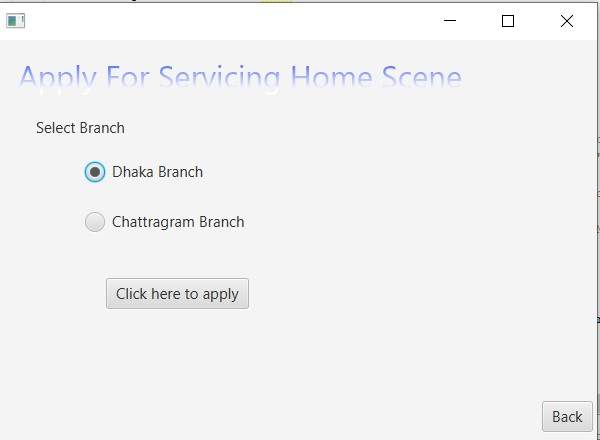 Apply For Servicing Home Scene
Select Branch
Dhaka Branch
Chattragram Branch
Click here to apply
Back